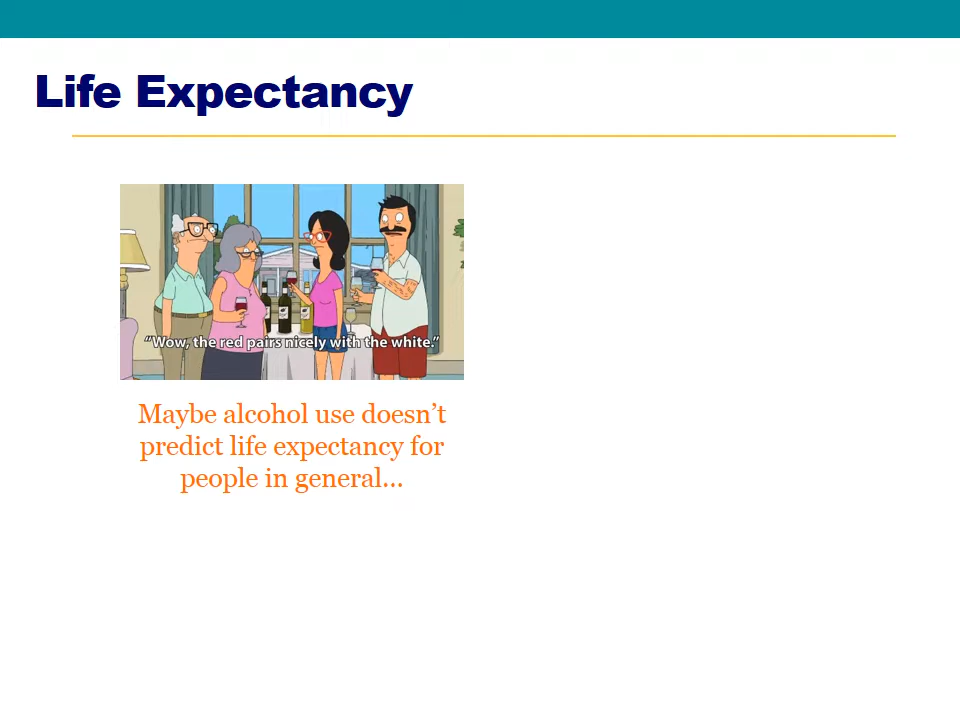 Life Expectancy
"Wow, the red pairs nicely with the white."
Maybe alcohol use doesn’t
predict life expectancy for
people in general…